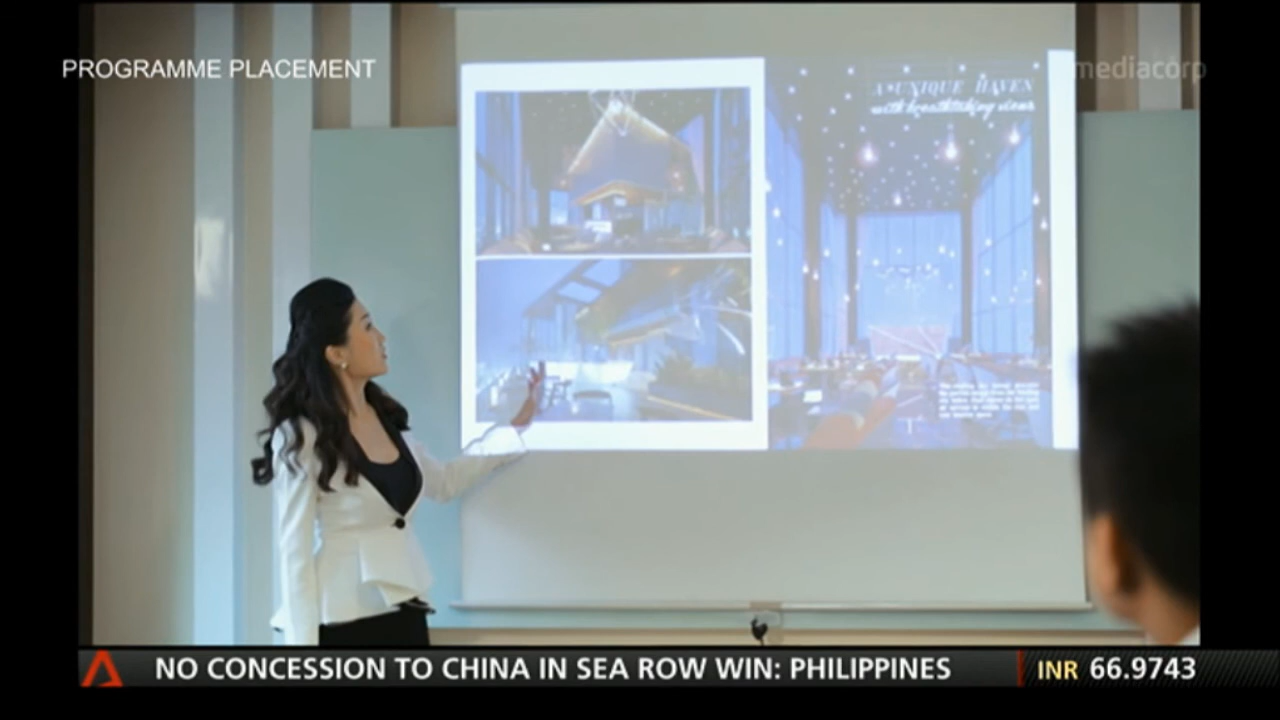 PROGRAMME PLACEMENT
mediacorp
A UNIQUE HAVEN
with breathtaking views
NO CONCESSION TO CHINA IN SEA ROW WIN: PHILIPPINES
INR 66.9743